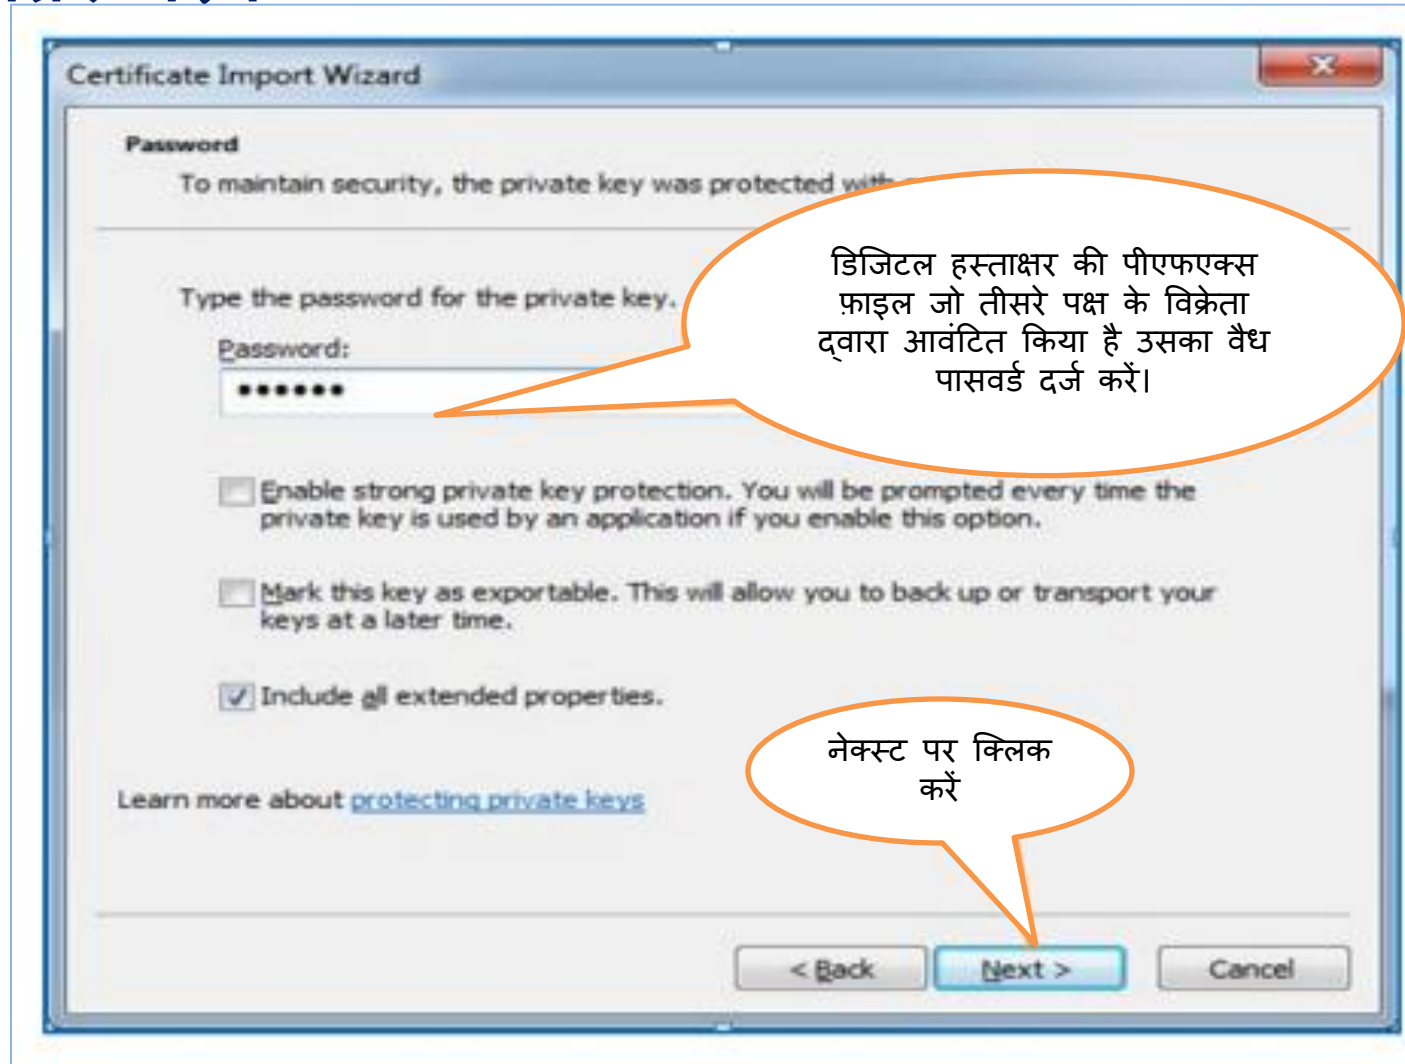 Certificate Import Wizard
Password
To maintain security, the private key was protected with
डिजिटल हस्ताक्षर की पीएफएक्स
फ़ाइल जो तीसरे पक्ष के विक्रेता
द्वारा आवंटित किया है उसका वैध
पासवर्ड दर्ज करें।
Type the password for the private key.
Password:
••••••
Enable strong private key protection. You will be prompted every time the
private key is used by an application if you enable this option.
Mark this key as exportable. This will allow you to back up or transport your
keys at a later time.
Include all extended properties.
नेक्स्ट पर क्लिक
करें
Learn more about protecting private keys
< Back
Next >
Cancel